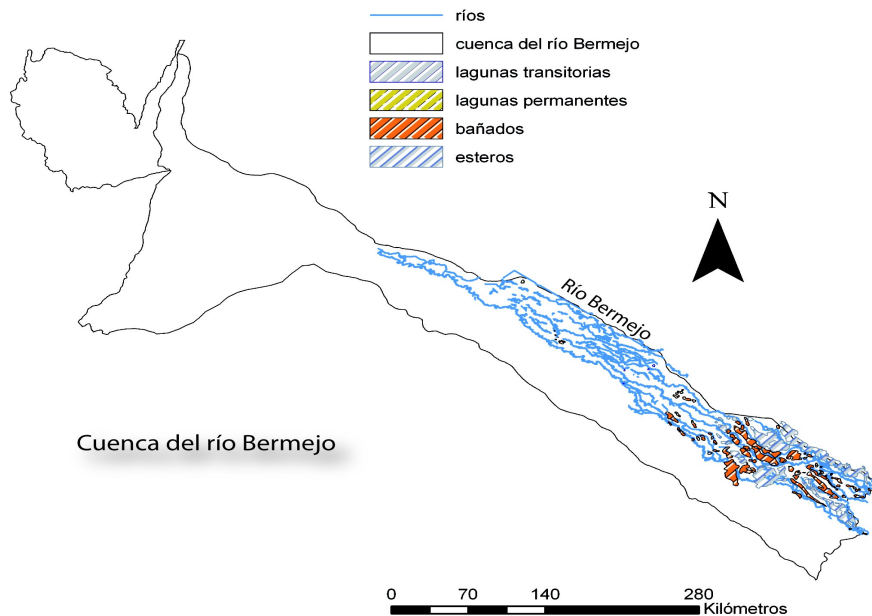 ríos
cuenca del río Bermejo
lagunas transitorias
lagunas permanentes
bañados
esteros
N
Río Bermejo
Cuenca del río Bermejo
0 70 140 280
Kilómetros